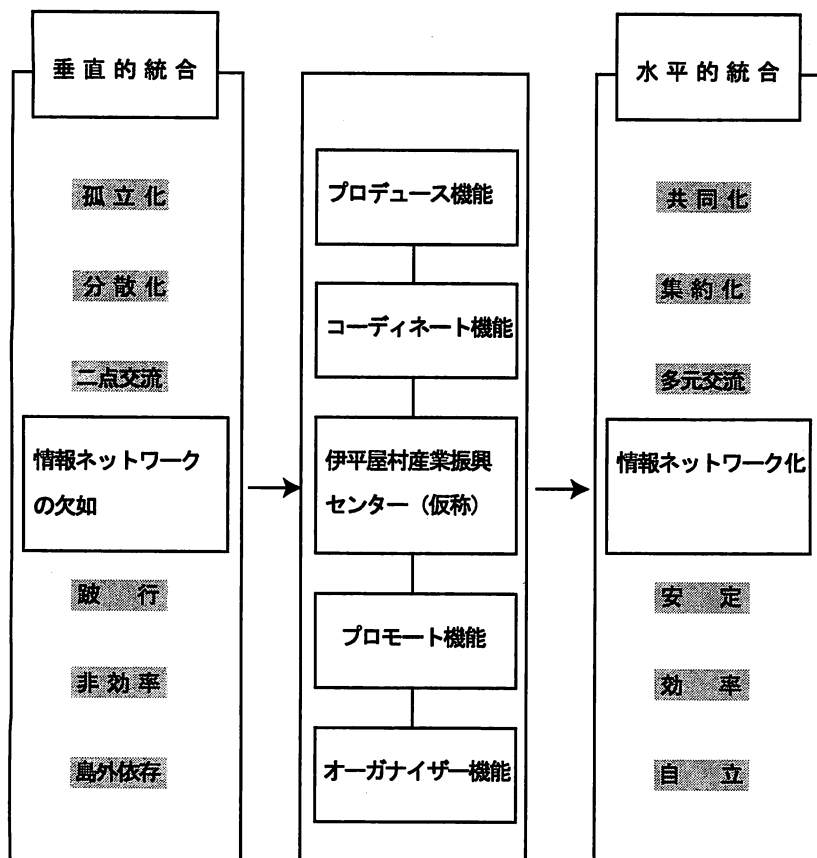 垂直的統合
孤立化
分散化
二点交流
情報ネットワーク
の欠如
跛行
非効率
島外依存
プロデュース機能
コーディネート機能
伊平屋村産業振興
センター（仮称）
プロモート機能
オーガナイザー機能
水平的統合
共同化
集約化
多元交流
情報ネットワーク化
安定
効率
自立